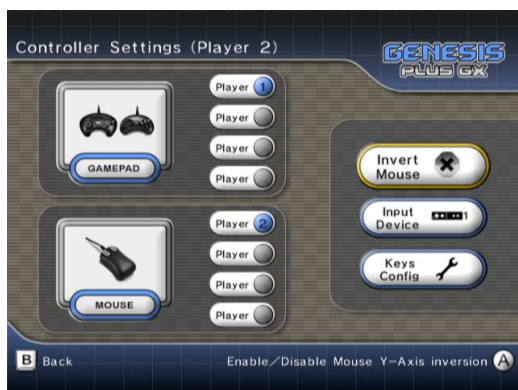 Controller Settings (Player 2)
GENESIS
PLUS GX
Player 1
Player
Player
Player
GAMEPAD
Player 2
Player
Player
Player
MOUSE
Invert
Mouse
Input
Device
1
Keys
Config
B Back
Enable/Disable Mouse Y-Axis inversion A